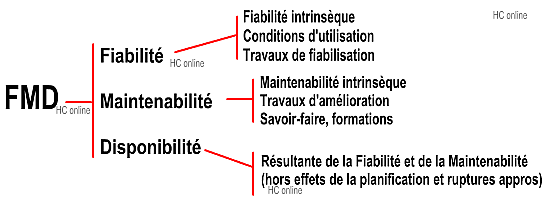 HC online
Fiabilité intrinsèque
Conditions d'utilisation
Travaux de fiabilisation
Fiabilité
HC online
Maintenabilité intrinsèque
Travaux d'amélioration
Savoir-faire, formations
FMD
HC online
Maintenabilité
Disponibilité
Résultante de la Fiabilité et de la Maintenabilité
(hors effets de la planification et ruptures appros)
HC online